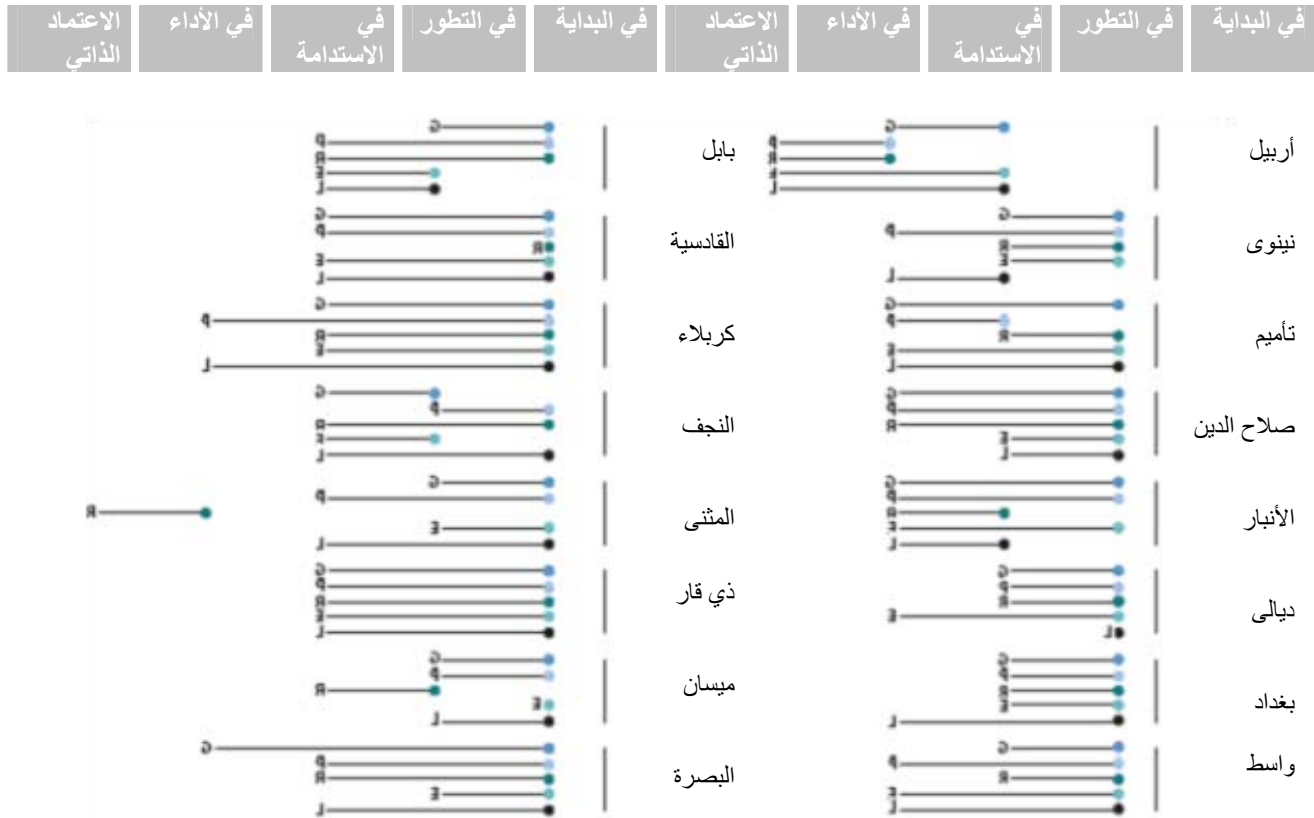 في البداية
في التطور
في
الاستدامة
في الأداء
الاعتماد
الذاتي
في البداية
في التطور
في
الاستدامة
في الأداء
الاعتماد
الذاتي
أربيل
G
P
R
E
L
نينوى
G
P
R
E
L
تأميم
G
P
R
E
L
صلاح الدين
G
P
R
E
L
الأنبار
G
P
R
E
L
ديالى
G
P
R
E
L
بغداد
G
P
R
E
L
واسط
G
P
R
E
L
بابل
G
P
R
E
L
القادسية
G
P
R
E
L
كربلاء
G
P
R
E
L
النجف
G
P
R
E
L
المثنى
G
P
R
E
L
ذي قار
G
P
R
E
L
ميسان
G
P
R
E
L
البصرة
G
P
R
E
L